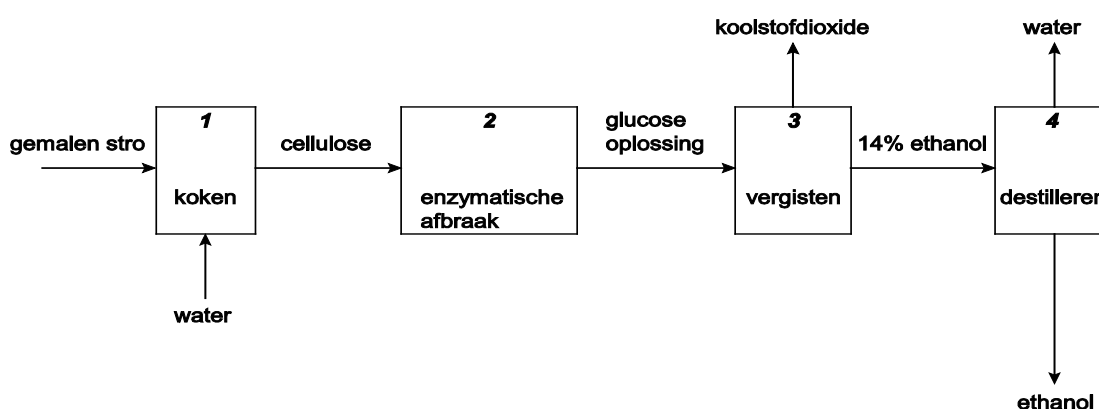 koolstofdioxide
water
1
2
3
4
gemalen stro
cellulose
glucose
oplossing
14% ethanol
koken
enzymatische
afbraak
vergisten
destilleren
water
ethanol